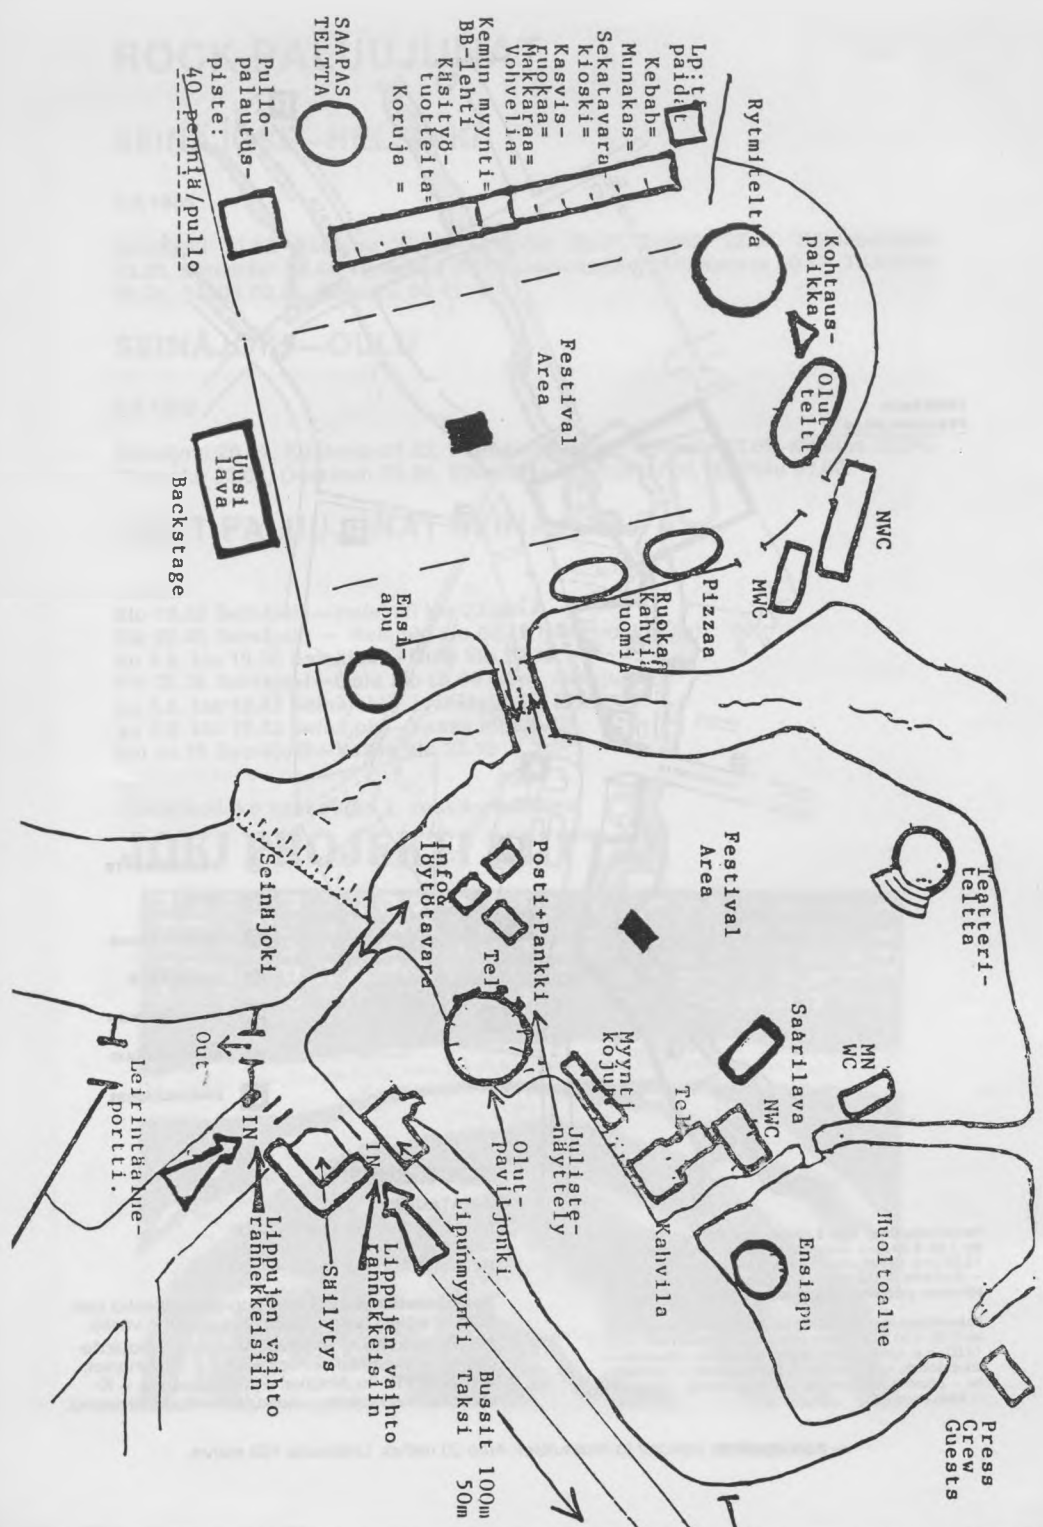 Press
Crew
Guests
Teatteri-
teltta
NWC
MWC
Huoltoalue
MN
WC
Kohtaus-
paikka
Olut
teltt
Saarilava
Ensiapu
NWC
Rytmiteltta
Festival
Area
Pizzaa
Ruokaa
Kahvia
Juomia
Tel
Kahvila
Myynti
kojut
Juliste-
näyttely
Festival
Area
Posti+Pankki
Tel
Olut-
paviljonki
Info&
löytötavara
Lipunmyynti
Bussit 100m
Taksi 50m
Lp:t
paidat
Kebab=
Munakas=
Sekatavara
kioski=
Kasvis-
ruokaa=
Makkaraa=
Vohvelia=
Kemun myynti=
BB-lehti
Käsityö-
tuotteita=
Koruja =
SAAPAS
TELTTA
Ensi-
apu
IN
Lippujen vaihto
rannekkeisiin
Säilytys
IN
Lippujen vaihto
rannekkeisiin
Seinäjoki
Out
Uusi
lava
Backstage
Leirintäalue-
portti.
Pullo-
palautus-
piste:
40 penniä/pullo